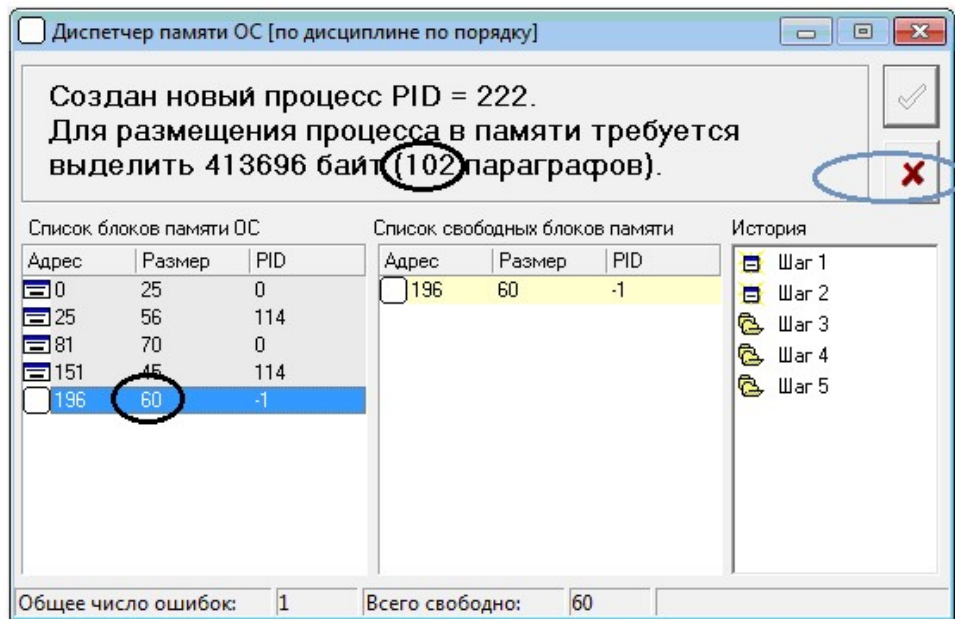 Диспетчер памяти ОС [по дисциплине по порядку]
Создан новый процесс PID = 222.
Для размещения процесса в памяти требуется
выделить 413696 байт (102 параграфов).
Список блоков памяти ОС
Адрес Размер PID
0 25 0
25 56 114
81 70 0
151 45 114
196 60 -1
Список свободных блоков памяти
Адрес Размер PID
196 60 -1
История
Шаг 1
Шаг 2
Шаг 3
Шаг 4
Шаг 5
Общее число ошибок: 1 Всего свободно: 60